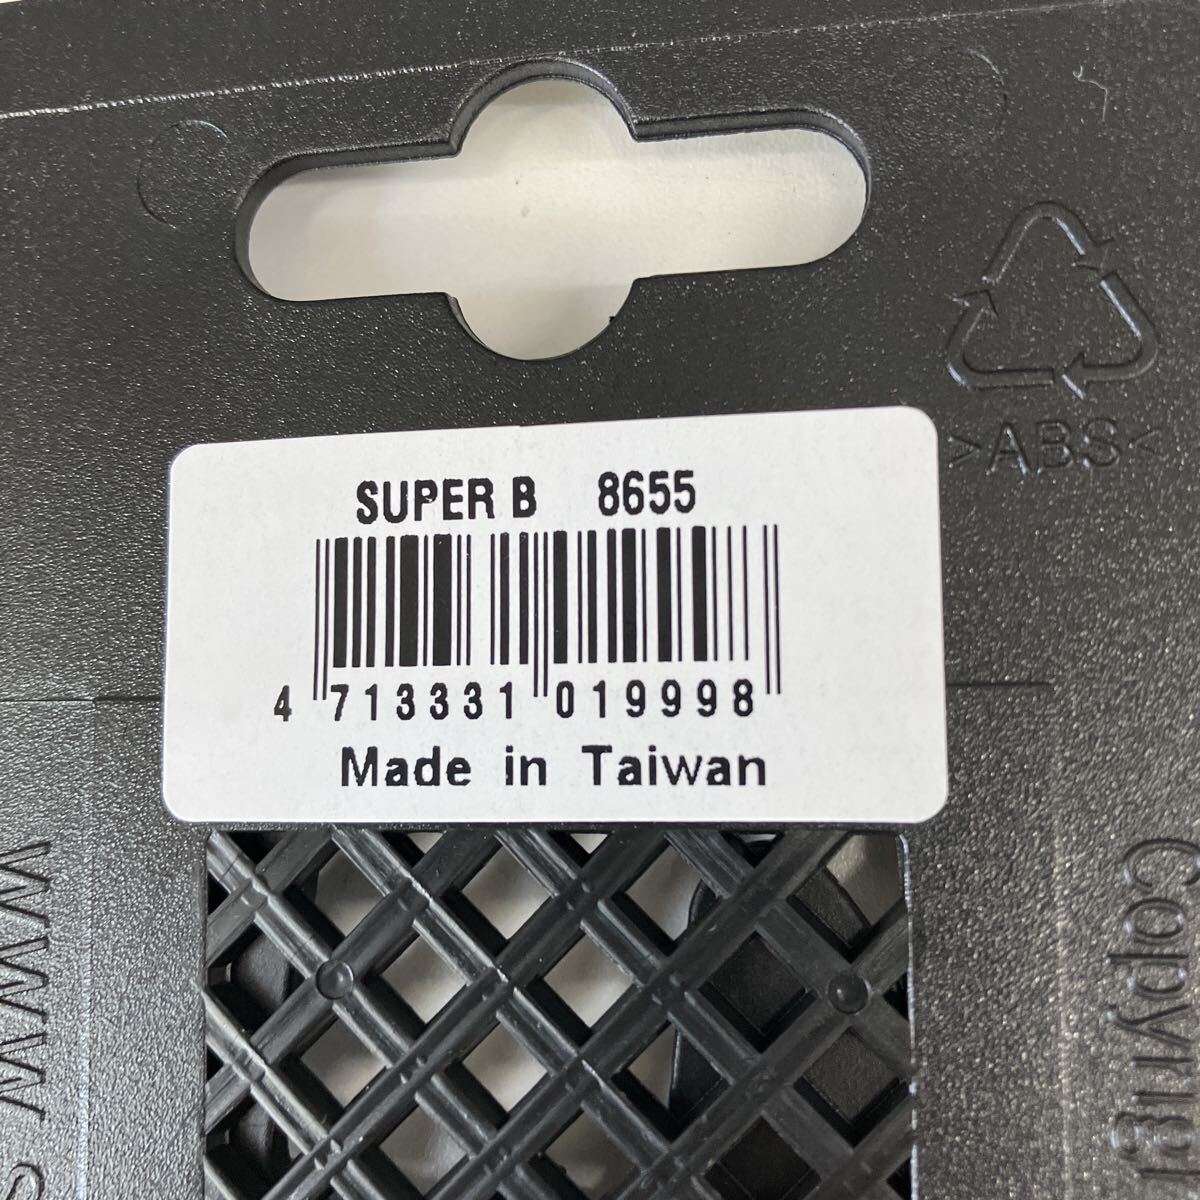 >ABS<
SUPER B 8655
4 713331 019998
Made in Taiwan